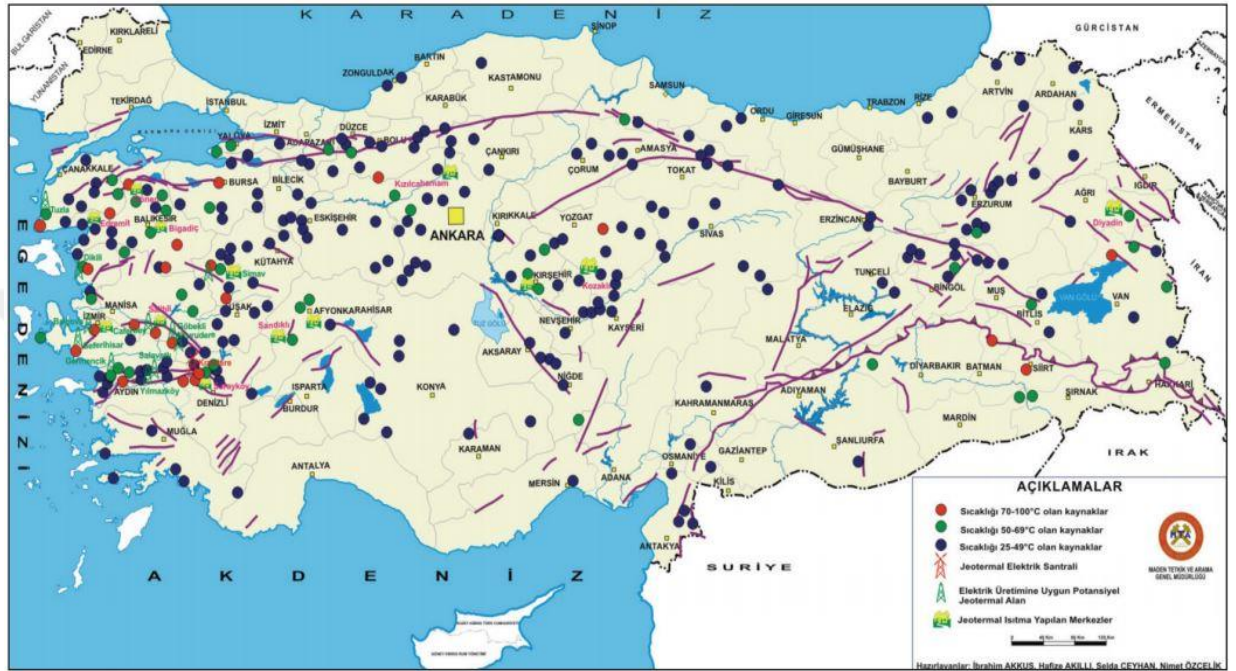 KARADENİZ
BULGARİSTAN
YUNANİSTAN
GÜRCİSTAN
ERMENİSTAN
İRAN
IRAK
SURİYE
EGE DENİZİ
AKDENİZ
MARMARA DENİZİ
EDİRNE
KIRKLARELİ
TEKİRDAĞ
İSTANBUL
ÇANAKKALE
YALOVA
İZMİT
ADAPAZARI
DÜZCE
BOLU
ZONGULDAK
BARTIN
KARABÜK
KASTAMONU
SİNOP
ÇANKIRI
SAMSUN
ORDU
GİRESUN
TRABZON
RİZE
ARTVİN
ARDAHAN
KARS
IĞDIR
AĞRI
AMASYA
ÇORUM
TOKAT
GÜMÜŞHANE
BAYBURT
ERZURUM
ERZİNCAN
BURSA
BİLECİK
BALIKESİR
ESKİŞEHİR
ANKARA
KIRIKKALE
YOZGAT
SİVAS
KÜTAHYA
MANİSA
İZMİR
UŞAK
AFYONKARAHİSAR
KIRŞEHİR
NEVŞEHİR
KAYSERİ
TUNCELİ
BİNGÖL
MUŞ
ELAZIĞ
BİTLİS
VAN
VAN GÖLÜ
TUZ GÖLÜ
AKSARAY
NİĞDE
MALATYA
DİYARBAKIR
BATMAN
SİİRT
ŞIRNAK
HAKKARİ
AYDIN
DENİZLİ
ISPARTA
BURDUR
KONYA
MUĞLA
ANTALYA
KARAMAN
MERSİN
ADANA
OSMANİYE
KAHRAMANMARAŞ
GAZİANTEP
KİLİS
ADIYAMAN
ŞANLIURFA
MARDİN
ANTAKYA
Kızılcahamam
Tuzla
Edremit
Bigadiç
Dikili
Simav
Kozaklı
Diyadin
Sandıklı
Göbekli
Seferihisar
Germencik
Yılmazköy
AÇIKLAMALAR
Sıcaklığı 70-100°C olan kaynaklar
Sıcaklığı 50-69°C olan kaynaklar
Sıcaklığı 25-49°C olan kaynaklar
Jeotermal Elektrik Santrali
Elektrik Üretimine Uygun Potansiyel
Jeotermal Alan
Jeotermal Isıtma Yapılan Merkezler
MTA
MADEN TETKİK VE ARAMA
GENEL MÜDÜRLÜĞÜ
Hazırlayanlar: İbrahim AKKUŞ, Hafize AKILLI, Selda CEYHAN, Nimet ÖZÇELİK